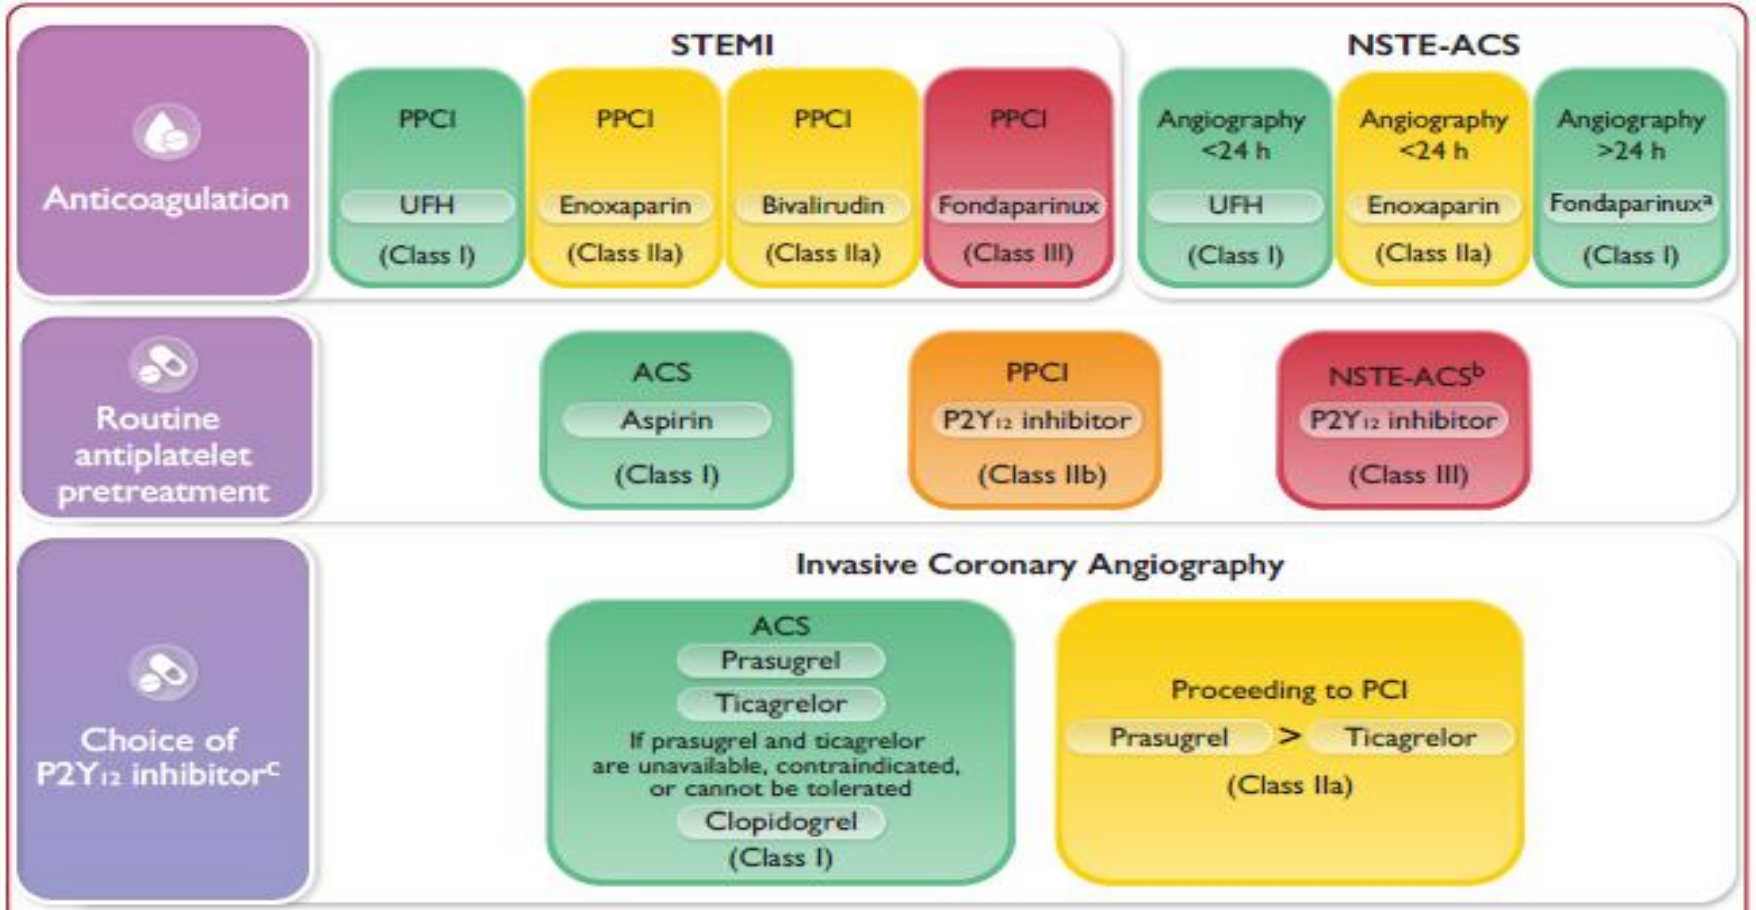 STEMI
NSTE-ACS
Anticoagulation
PPCI
UFH
(Class I)
PPCI
Enoxaparin
(Class IIa)
PPCI
Bivalirudin
(Class IIa)
PPCI
Fondaparinux
(Class III)
Angiography
<24 h
UFH
(Class I)
Angiography
<24 h
Enoxaparin
(Class IIa)
Angiography
>24 h
Fondaparinuxᵃ
(Class I)
Routine
antiplatelet
pretreatment
ACS
Aspirin
(Class I)
PPCI
P2Y₁₂ inhibitor
(Class IIb)
NSTE-ACSᵇ
P2Y₁₂ inhibitor
(Class III)
Choice of
P2Y₁₂ inhibitorᶜ
Invasive Coronary Angiography
ACS
Prasugrel
Ticagrelor
If prasugrel and ticagrelor
are unavailable, contraindicated,
or cannot be tolerated
Clopidogrel
(Class I)
Proceeding to PCI
Prasugrel > Ticagrelor
(Class IIa)